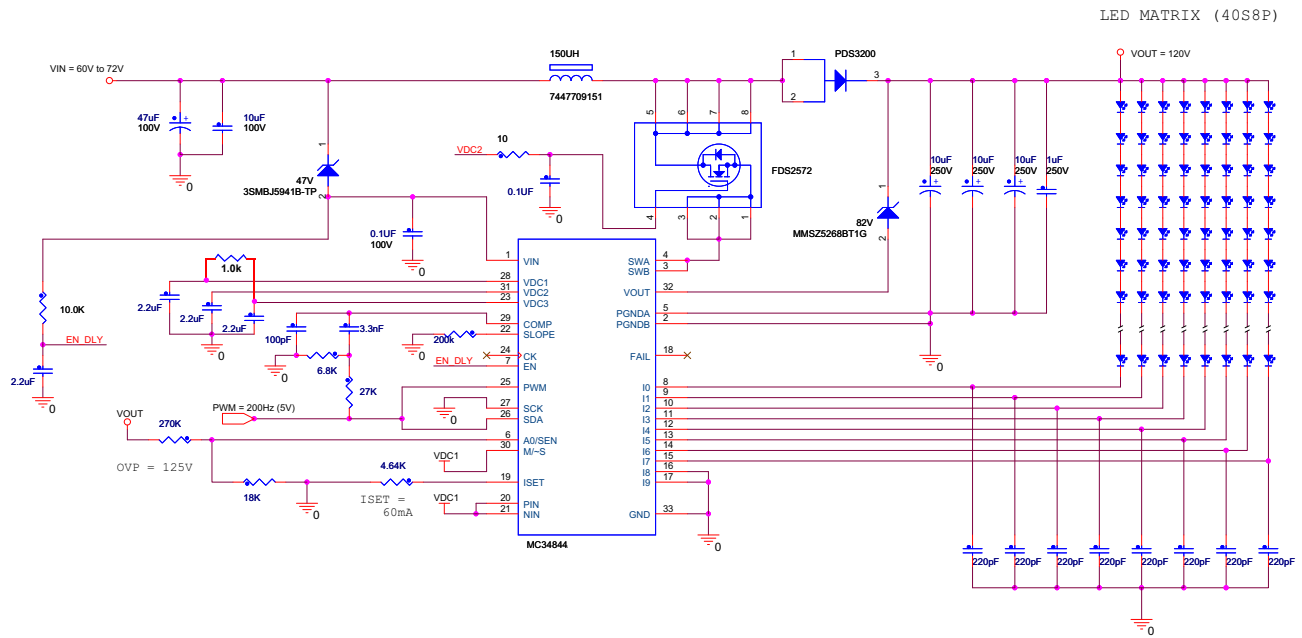 LED MATRIX (40S8P)
VIN = 60V to 72V
150UH
7447709151
PDS3200
1
2
3
VOUT = 120V
47uF
100V
10uF
100V
0
1
47V
3SMBJ5941B-TP
2
VDC2
10
0.1UF
0
5
6
7
8
FDS2572
4
3
2
1
10uF
250V
10uF
250V
10uF
250V
1uF
250V
1
82V
MMSZ5268BT1G
2
0.1UF
100V
0
1.0k
2.2uF
2.2uF
2.2uF
0
10.0K
EN_DLY
2.2uF
0
100pF
3.3nF
0
6.8K
27K
0
200k
EN_DLY
PWM = 200Hz (5V)
0
VOUT
270K
OVP = 125V
18K
0
4.64K
ISET =
60mA
VDC1
VDC1
1 VIN
28 VDC1
31 VDC2
23 VDC3
29 COMP
22 SLOPE
24 CK
7 EN
25 PWM
27 SCK
26 SDA
6 A0/SEN
30 M/~S
19 ISET
20 PIN
21 NIN
SWA 4
SWB 3
VOUT 32
PGNDA 5
PGNDB 2
FAIL 18
I0 8
I1 9
I2 10
I3 11
I4 12
I5 13
I6 14
I7 15
I8 16
I9 17
GND 33
MC34844
0
0
220pF
220pF
220pF
220pF
220pF
220pF
220pF
220pF
0